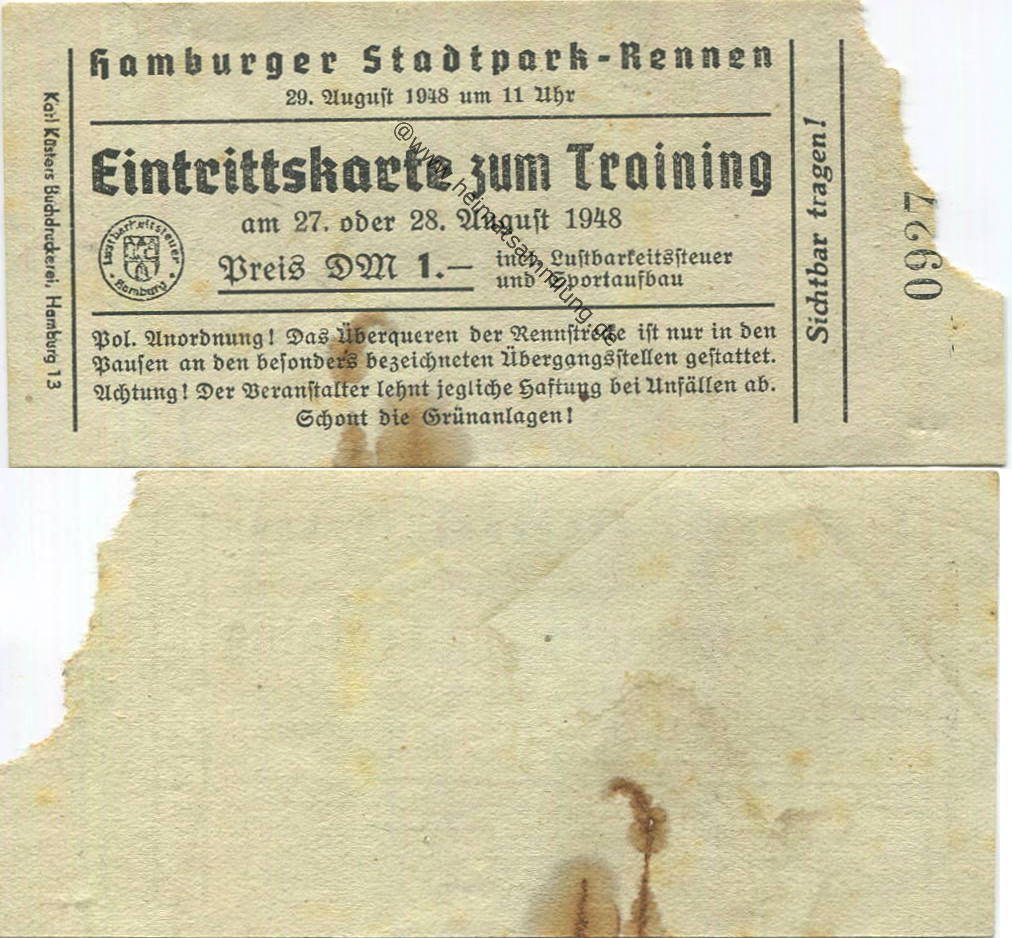 Hamburger Stadtpark-Rennen
29. August 1948 um 11 Uhr
Eintrittskarte zum Training
am 27. oder 28. August 1948
Preis DM 1.—
incl. Lustbarkeitssteuer
und Sportaufbau
Lustbarkeitssteuer
Hamburg
Pol. Anordnung! Das Überqueren der Rennstrecke ist nur in den
Pausen an den besonders bezeichneten Übergangsstellen gestattet.
Achtung! Der Veranstalter lehnt jegliche Haftung bei Unfällen ab.
Schont die Grünanlagen!
Karl Küsters Buchdruckerei, Hamburg 13
Sichtbar tragen!
0927
@www.heimatsammlung.de